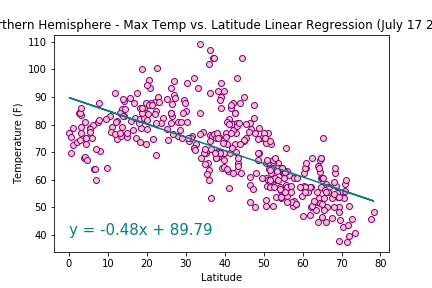 rthern Hemisphere - Max Temp vs. Latitude Linear Regression (July 17 2
110
100
90
80
70
60
50
40
Temperature (F)
y = -0.48x + 89.79
0 10 20 30 40 50 60 70 80
Latitude